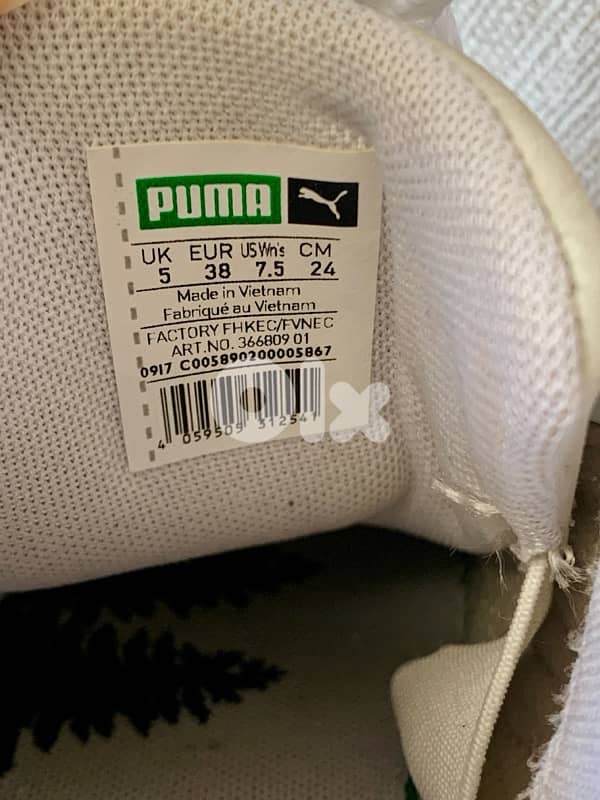 PUMA
UK EUR US Wn's CM
5 38 7.5 24
Made in Vietnam
Fabriqué au Vietnam
FACTORY FHKEC/FVNEC
ART.NO. 366809 01
0917 C005890200005867
4 059505 312541
olx